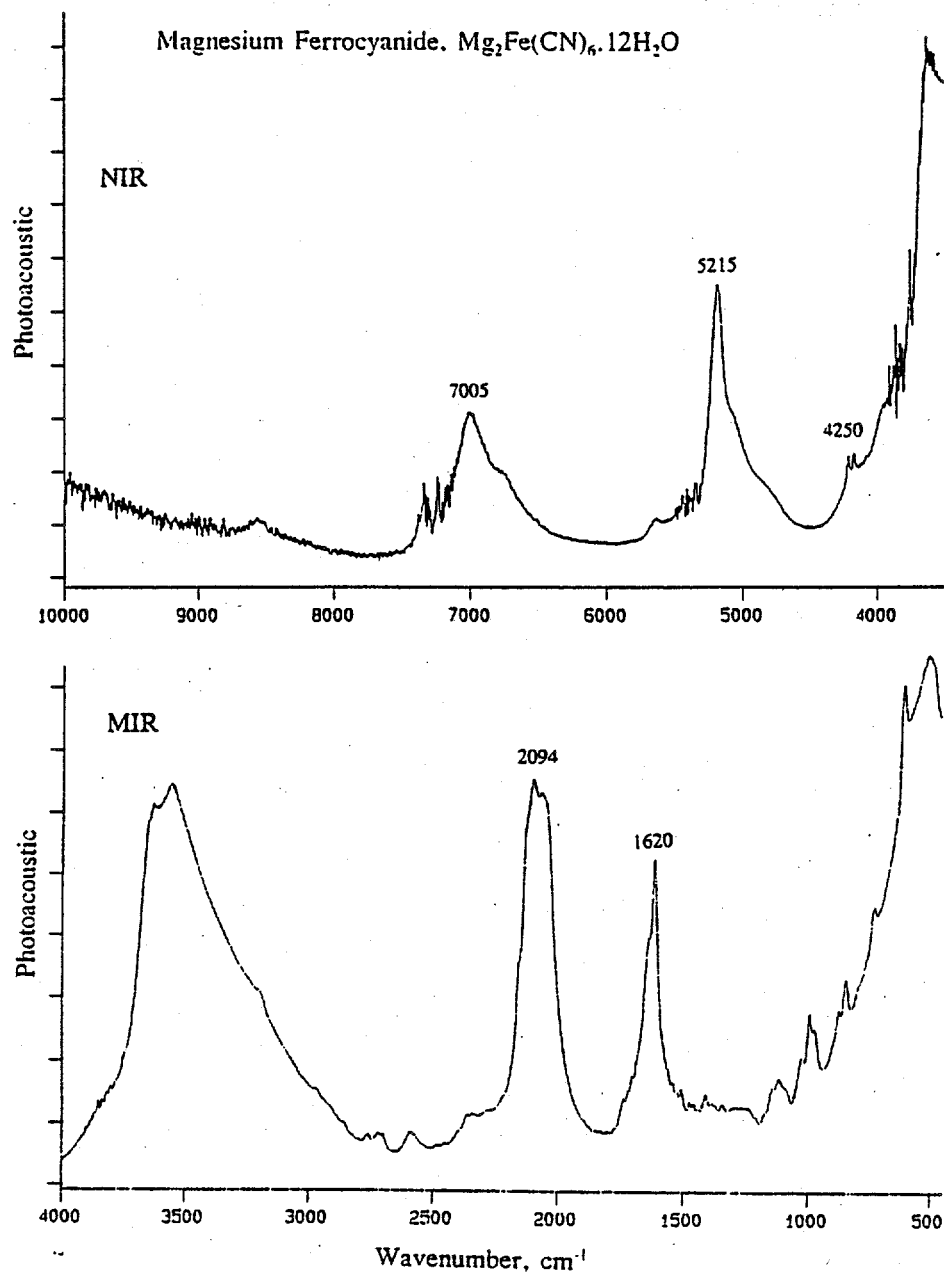 Magnesium Ferrocyanide. Mg₂Fe(CN)₆.12H₂O
NIR
Photoacoustic
7005
5215
4250
10000 9000 8000 7000 6000 5000 4000
MIR
Photoacoustic
2094
1620
4000 3500 3000 2500 2000 1500 1000 500
Wavenumber, cm⁻¹